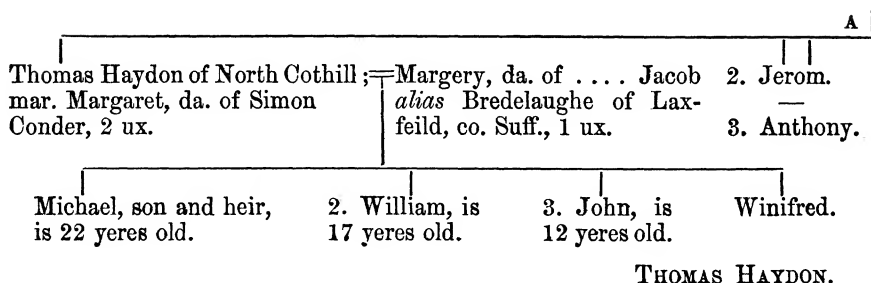 A
Thomas Haydon of North Cothill ;
mar. Margaret, da. of Simon
Conder, 2 ux.
Margery, da. of .... Jacob
alias Bredelaughe of Lax-
feild, co. Suff., 1 ux.
2. Jerom.
—
3. Anthony.
Michael, son and heir,
is 22 yeres old.
2. William, is
17 yeres old.
3. John, is
12 yeres old.
Winifred.
THOMAS HAYDON.